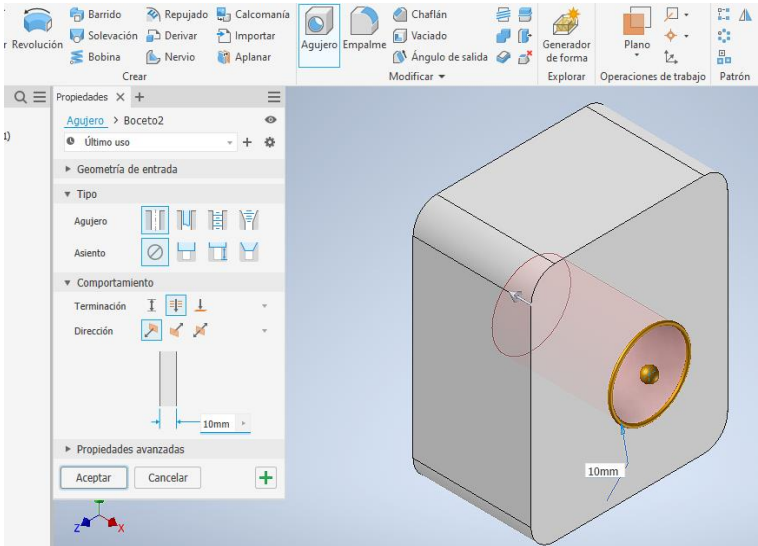 Barrido Repujado Calcomanía
Revolución Solevación Derivar Importar
Bobina Nervio Aplanar
Crear
Agujero Empalme Chaflán
Vaciado
Ángulo de salida
Modificar
Generador
de forma
Explorar
Plano
Operaciones de trabajo
Patrón
Propiedades × +
Agujero > Boceto2
Último uso
Geometría de entrada
Tipo
Agujero
Asiento
Comportamiento
Terminación
Dirección
10mm
Propiedades avanzadas
Aceptar Cancelar
10mm
Z X